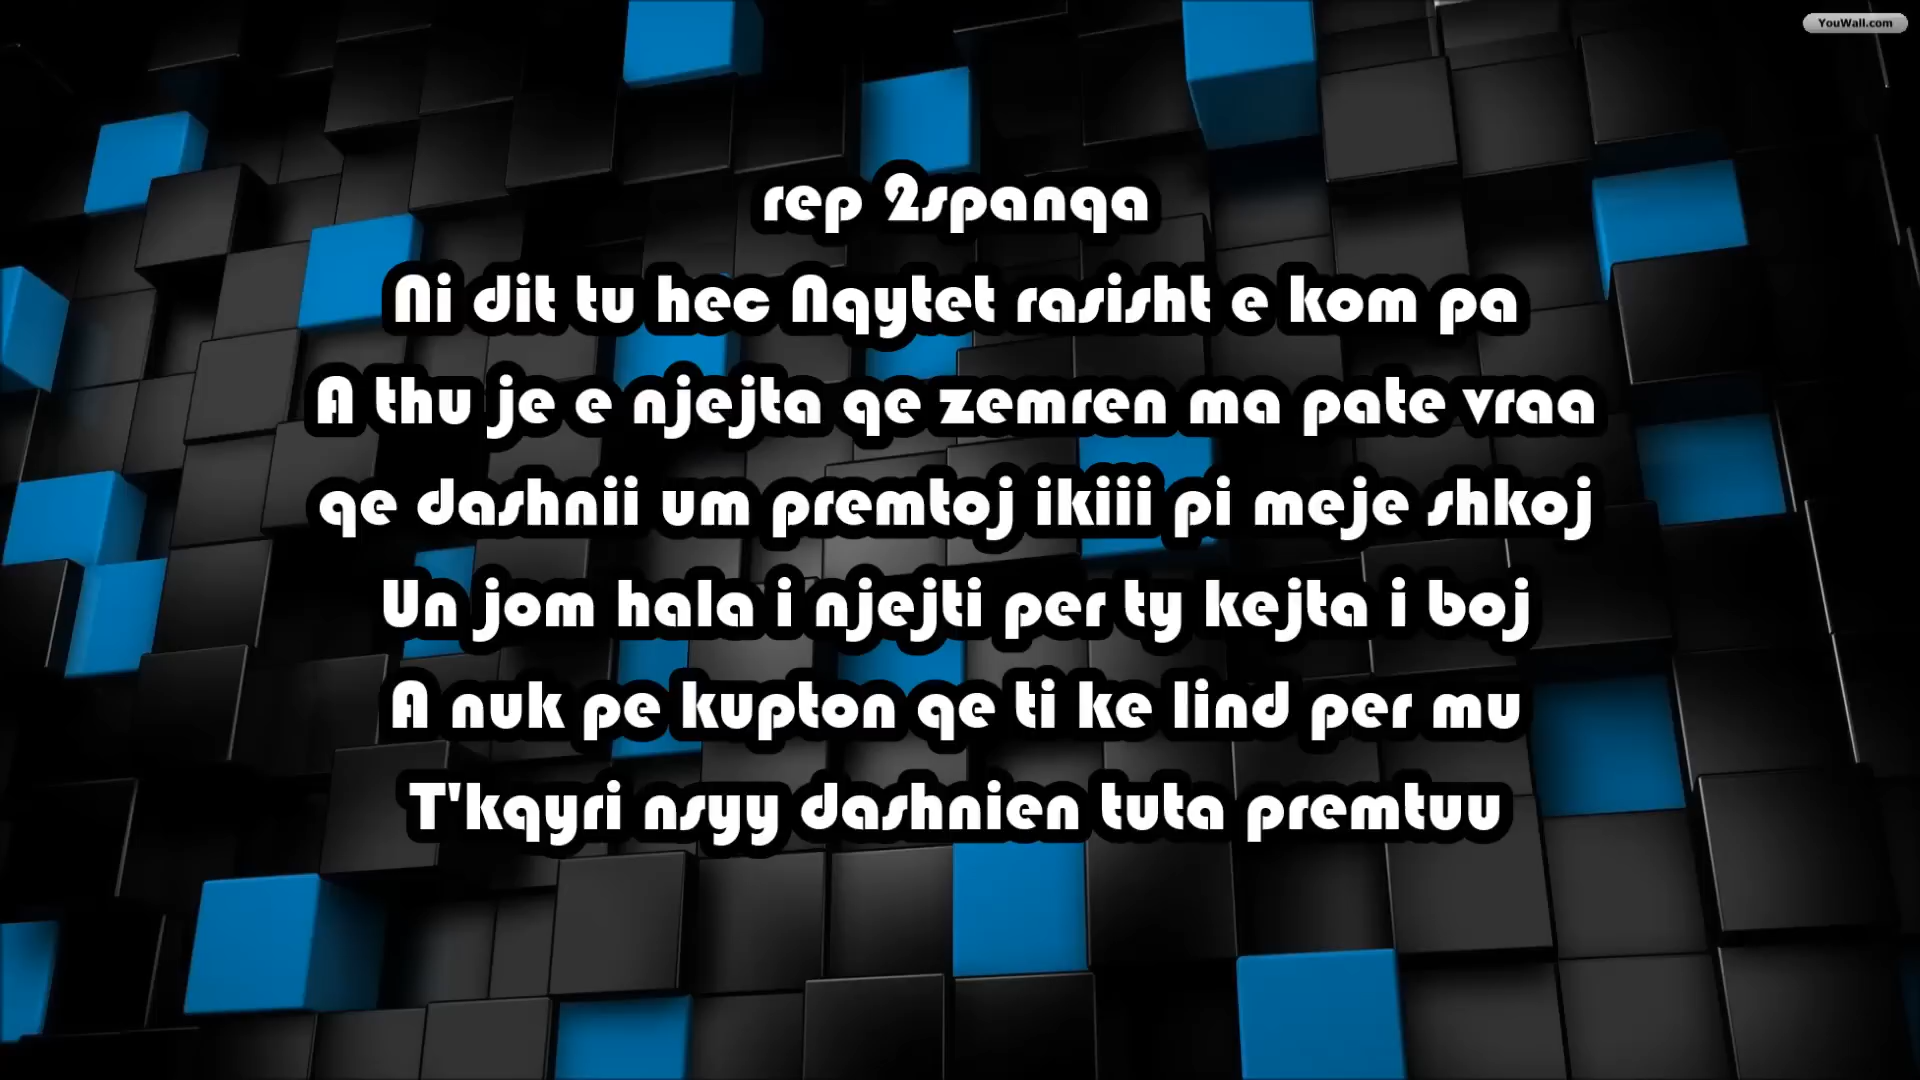 YouWall.com
rep 2spanqa
Ni dit tu hec Nqytet rasisht e kom pa
A thu je e njejta qe zemren ma pate vraa
qe dashnii um premtoj ikiii pi meje shkoj
Un jom hala i njejti per ty kejta i boj
A nuk pe kupton qe ti ke lind per mu
T'kqyri nsyy dashnien tuta premtuu